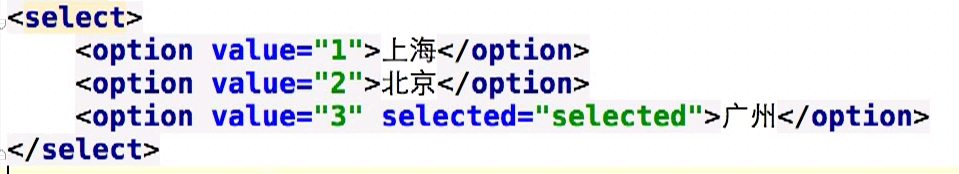 <select>
<option value="1">上海</option>
<option value="2">北京</option>
<option value="3" selected="selected">广州</option>
</select>